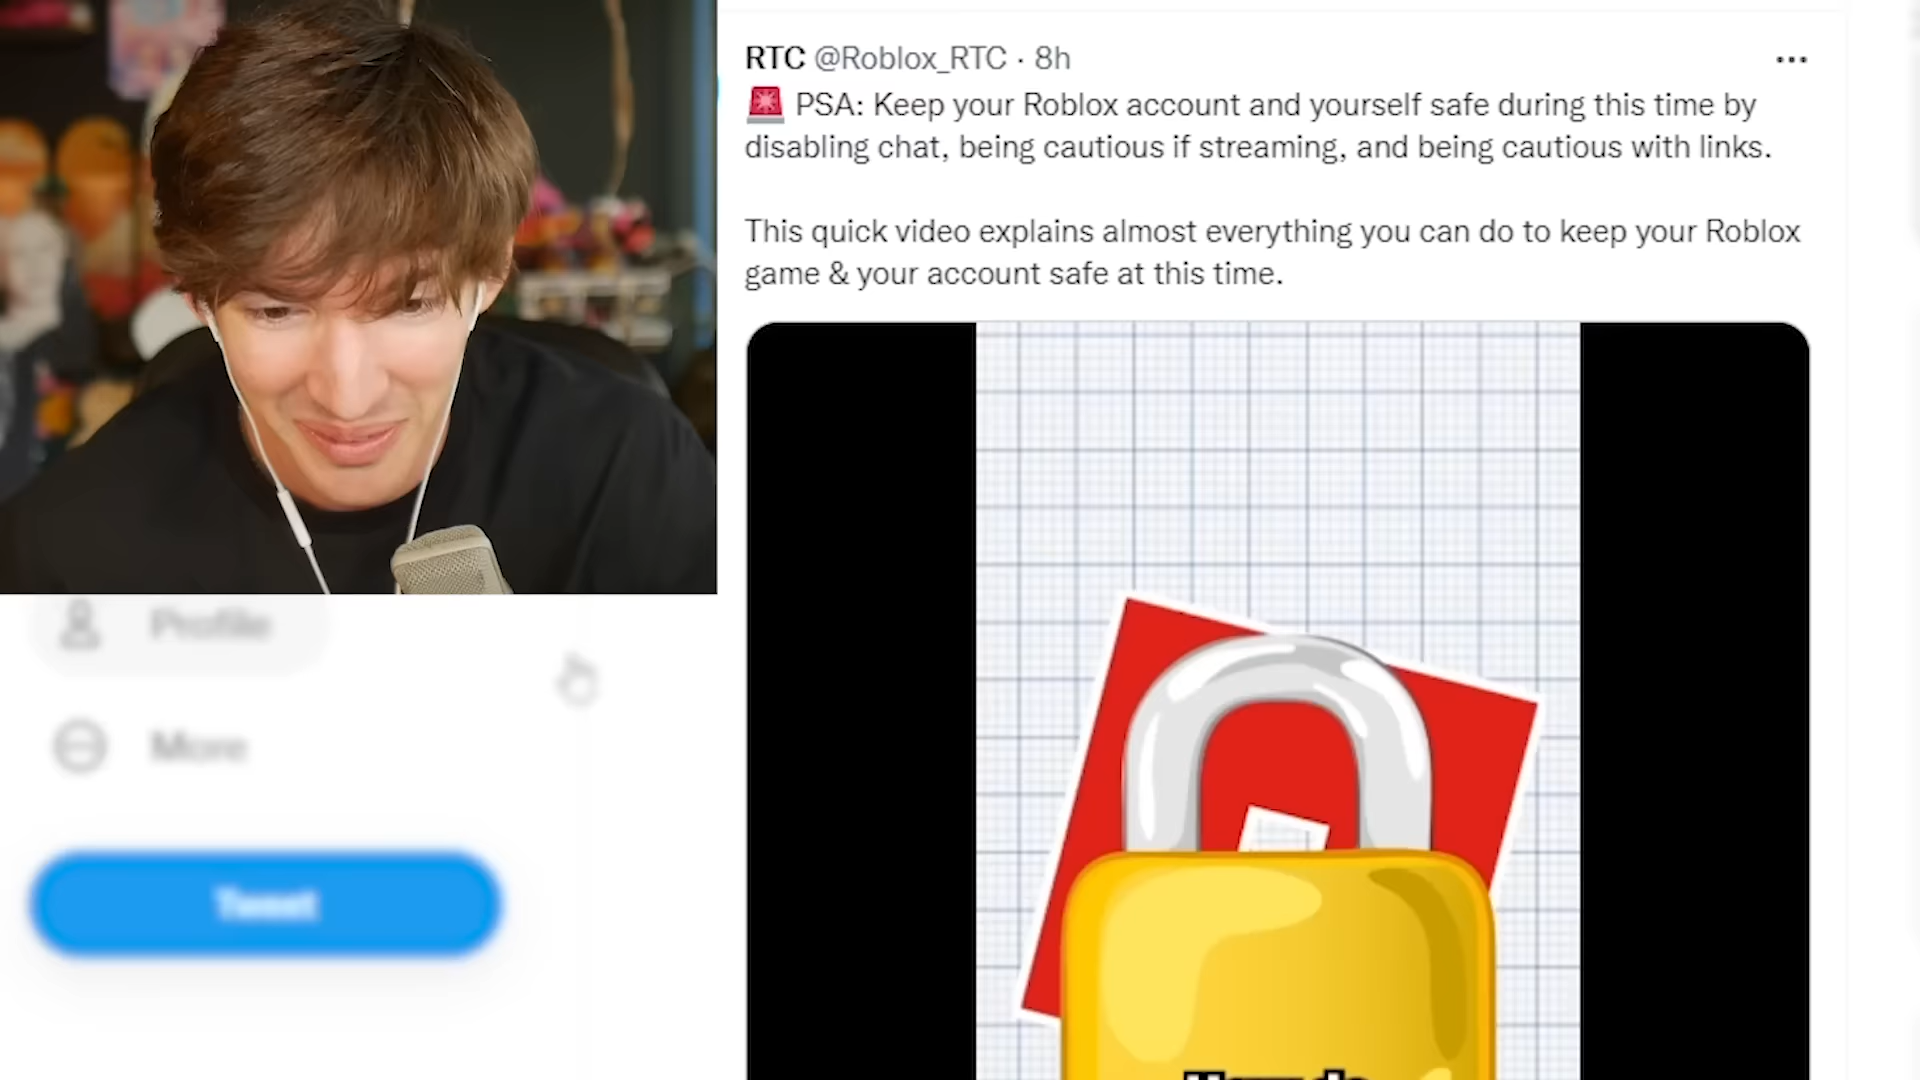 RTC @Roblox_RTC · 8h
🚨 PSA: Keep your Roblox account and yourself safe during this time by
disabling chat, being cautious if streaming, and being cautious with links.
This quick video explains almost everything you can do to keep your Roblox
game & your account safe at this time.
Profile
More
Tweet